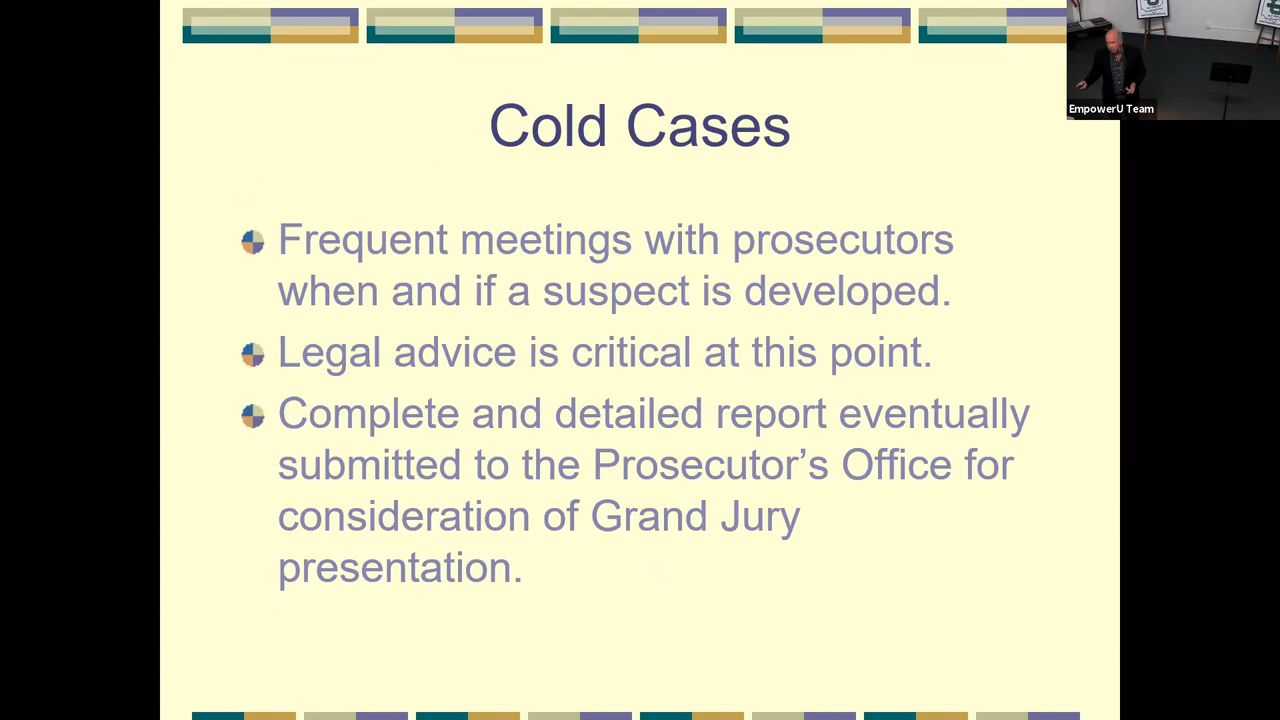 Cold Cases
Frequent meetings with prosecutors
when and if a suspect is developed.
Legal advice is critical at this point.
Complete and detailed report eventually
submitted to the Prosecutor’s Office for
consideration of Grand Jury
presentation.
EmpowerU Team